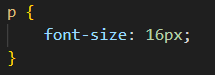 p {
    font-size: 16px;
}